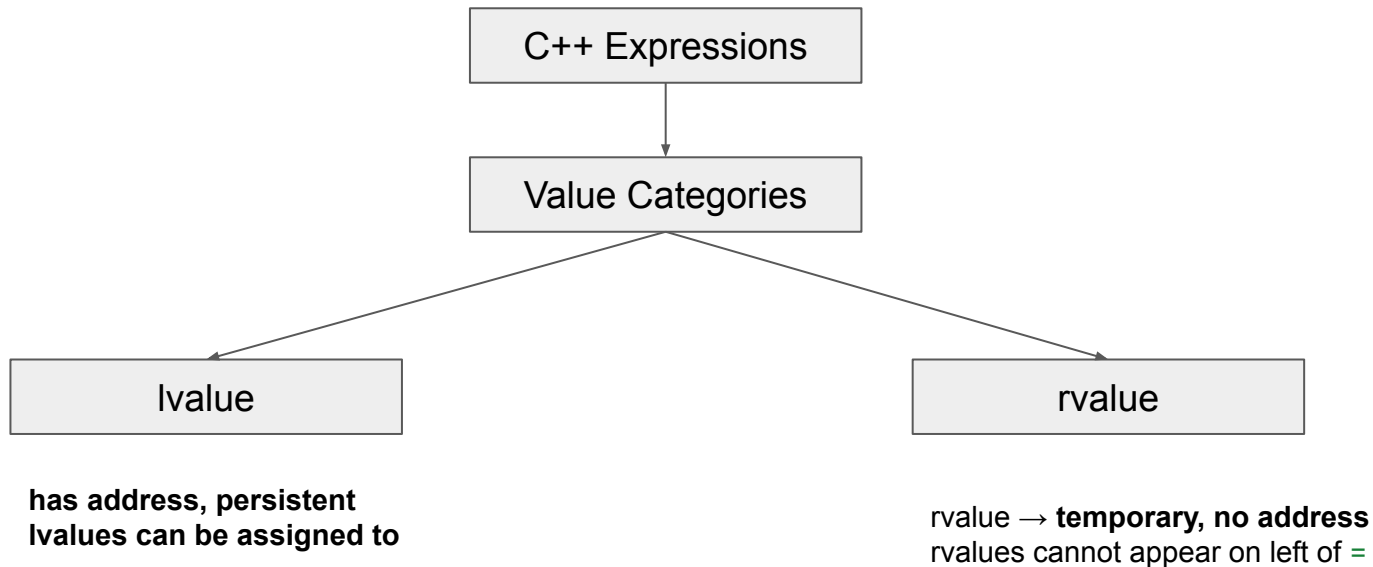 C++ Expressions
Value Categories
lvalue
rvalue
has address, persistent
lvalues can be assigned to
rvalue → temporary, no address
rvalues cannot appear on left of =